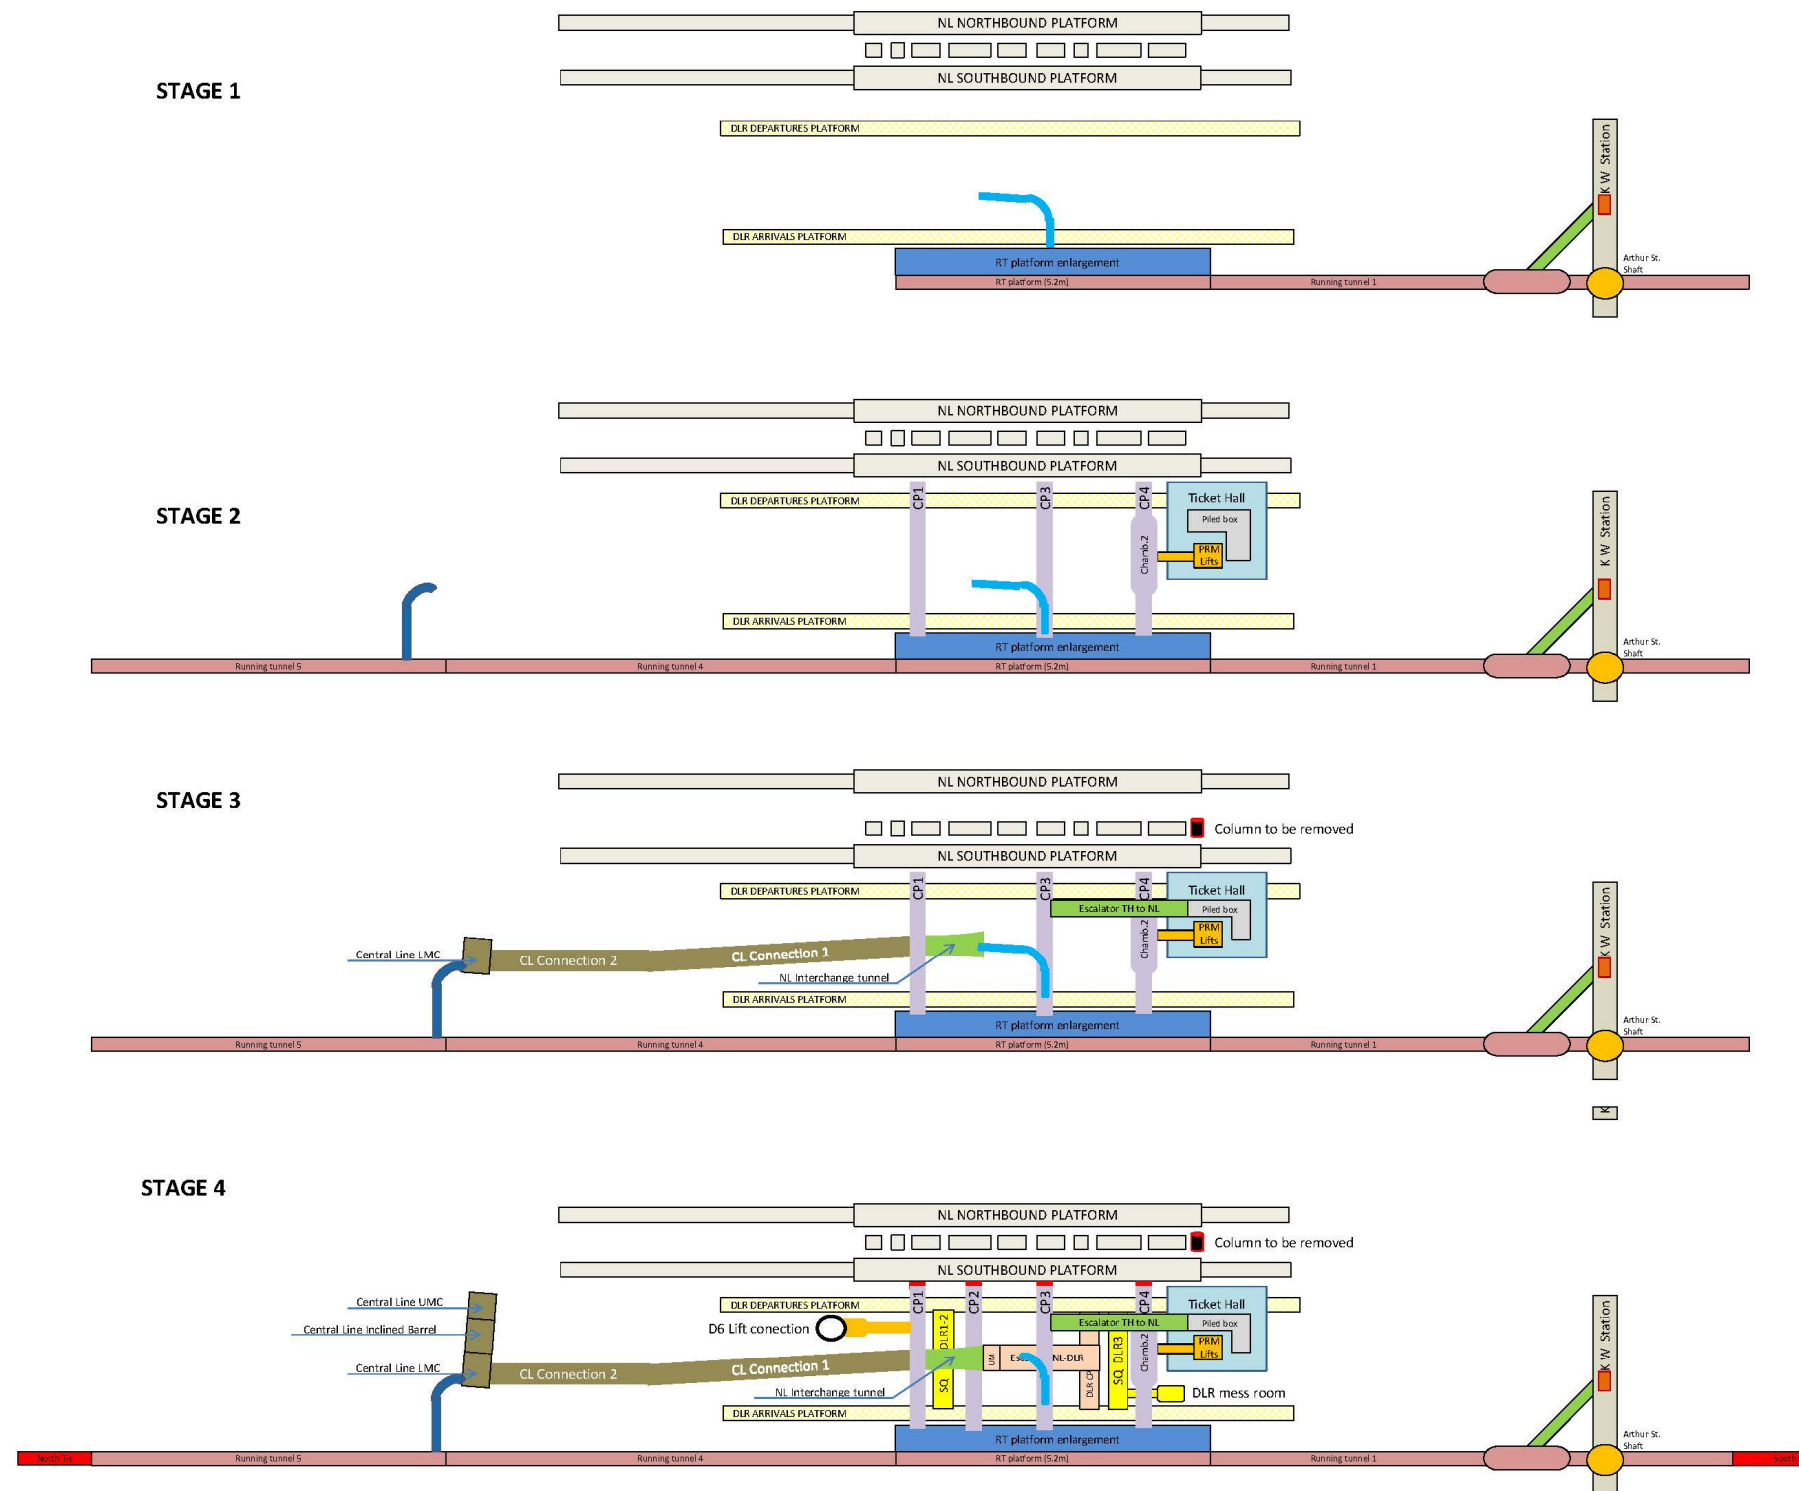 NL NORTHBOUND PLATFORM
STAGE 1
NL SOUTHBOUND PLATFORM
DLR DEPARTURES PLATFORM
K W Station
DLR ARRIVALS PLATFORM
RT platform enlargement
Arthur St.
Shaft
RT platform (5.2m)
Running tunnel 1
NL NORTHBOUND PLATFORM
NL SOUTHBOUND PLATFORM
STAGE 2
DLR DEPARTURES PLATFORM
CP1
CP3
CP4
Ticket Hall
Piled box
K W Station
Chamb.2
PRM
Lifts
DLR ARRIVALS PLATFORM
RT platform enlargement
Arthur St.
Shaft
Running tunnel 5
Running tunnel 4
RT platform (5.2m)
Running tunnel 1
NL NORTHBOUND PLATFORM
STAGE 3
Column to be removed
NL SOUTHBOUND PLATFORM
DLR DEPARTURES PLATFORM
CP1
CP3
CP4
Ticket Hall
Escalator TH to NL
Piled box
K W Station
Chamb.2
PRM
Lifts
Central Line LMC
CL Connection 2
CL Connection 1
NL Interchange tunnel
DLR ARRIVALS PLATFORM
RT platform enlargement
Arthur St.
Shaft
Running tunnel 5
Running tunnel 4
RT platform (5.2m)
Running tunnel 1
K
STAGE 4
NL NORTHBOUND PLATFORM
Column to be removed
NL SOUTHBOUND PLATFORM
Central Line UMC
DLR DEPARTURES PLATFORM
CP1
CP2
CP3
CP4
Ticket Hall
Central Line Inclined Barrel
D6 Lift conection
SQ DLR1-2
Escalator TH to NL
Piled box
K W Station
Chamb.2
PRM
Lifts
Central Line LMC
CL Connection 2
CL Connection 1
UM
Esc NL-DLR
SQ DLR3
DLR CP
NL Interchange tunnel
DLR mess room
DLR ARRIVALS PLATFORM
RT platform enlargement
Arthur St.
Shaft
North Tie
Running tunnel 5
Running tunnel 4
RT platform (5.2m)
Running tunnel 1
South